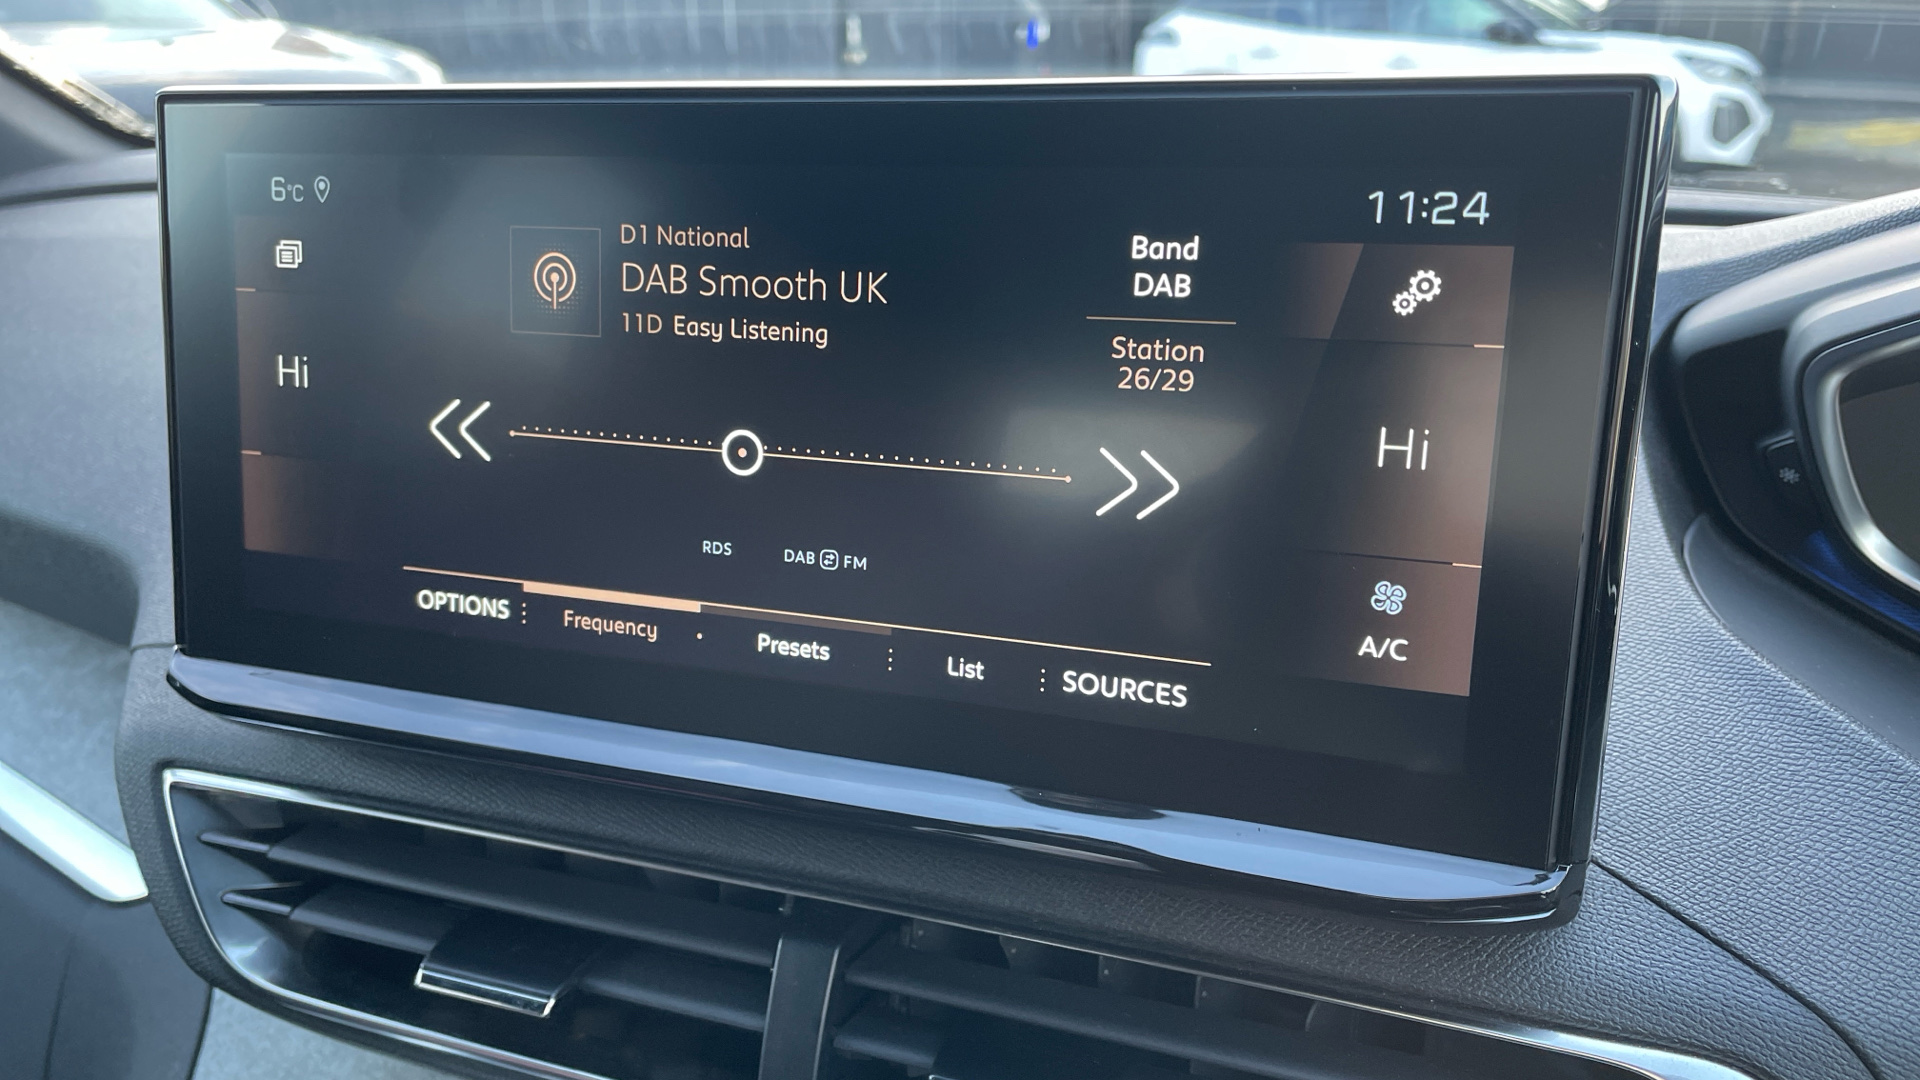 6°C
11:24
D1 National
DAB Smooth UK
11D Easy Listening
Band
DAB
Station
26/29
Hi
Hi
RDS
DAB FM
A/C
OPTIONS
Frequency
Presets
List
SOURCES